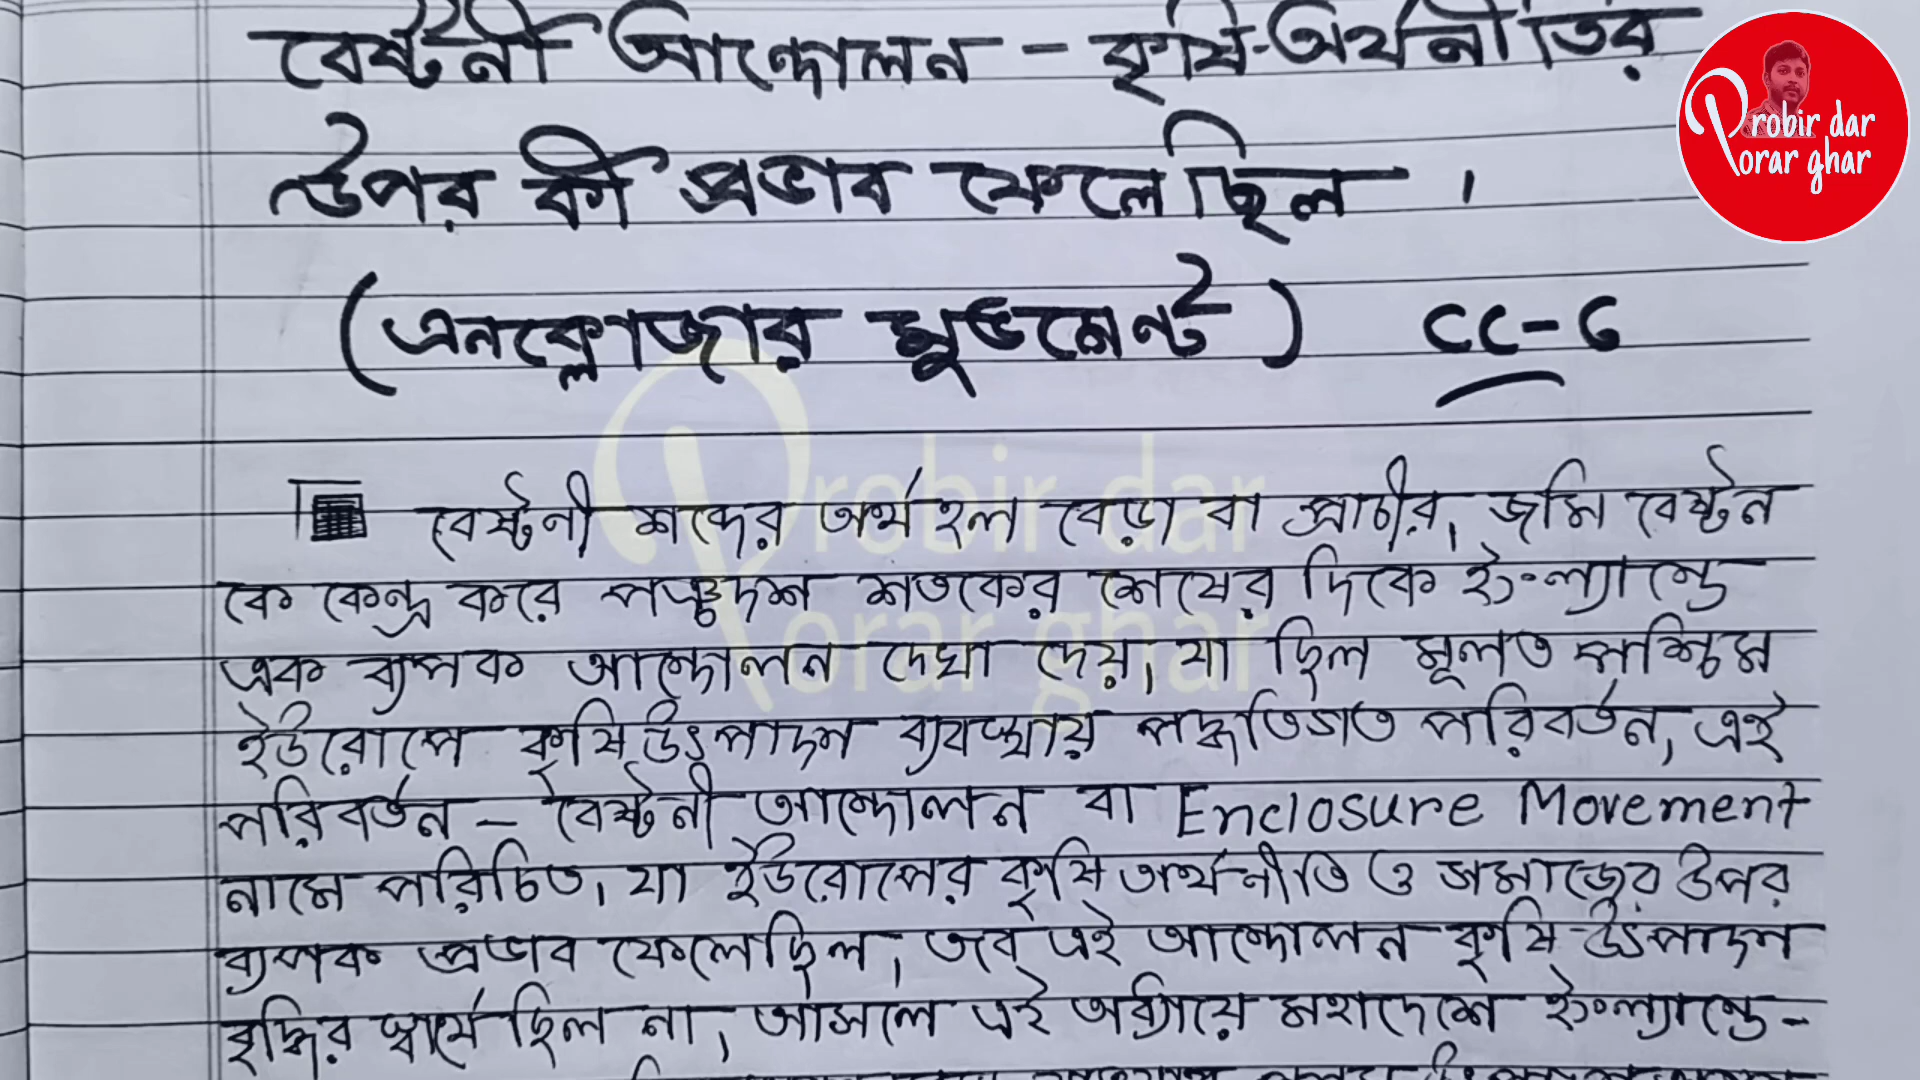 বেষ্টনী আন্দোলন - কৃষি-অর্থনীতির
উপর কী প্রভাব ফেলেছিল ।
(এনক্লোজার মুভমেন্ট) CC-6
বেষ্টনী শব্দের অর্থ হল বেড়া বা প্রাচীর, জমি বেষ্টন
কে কেন্দ্র করে পঞ্চদশ শতকের শেষের দিকে ইংল্যান্ডে
এক ব্যাপক আন্দোলন দেখা দেয়, যা ছিল মূলত পশ্চিম
ইউরোপে কৃষি উৎপাদন ব্যবস্থায় পদ্ধতিগত পরিবর্তন, এই
পরিবর্তন - বেষ্টনী আন্দোলন বা Enclosure Movement
নামে পরিচিত, যা ইউরোপের কৃষি অর্থনীতি ও সমাজের উপর
ব্যপক প্রভাব ফেলেছিল, তবে এই আন্দোলন কৃষি উৎপাদন
বৃদ্ধির স্বার্থে ছিল না, আসলে এই অধ্যায়ে মহাদেশে ইংল্যান্ডে-
Probir dar
Porar ghar